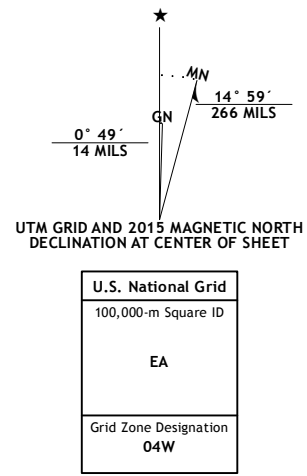 ★
MN
GN
0° 49´
14 MILS
14° 59´
266 MILS
UTM GRID AND 2015 MAGNETIC NORTH
DECLINATION AT CENTER OF SHEET
U.S. National Grid
100,000-m Square ID
EA
Grid Zone Designation
04W